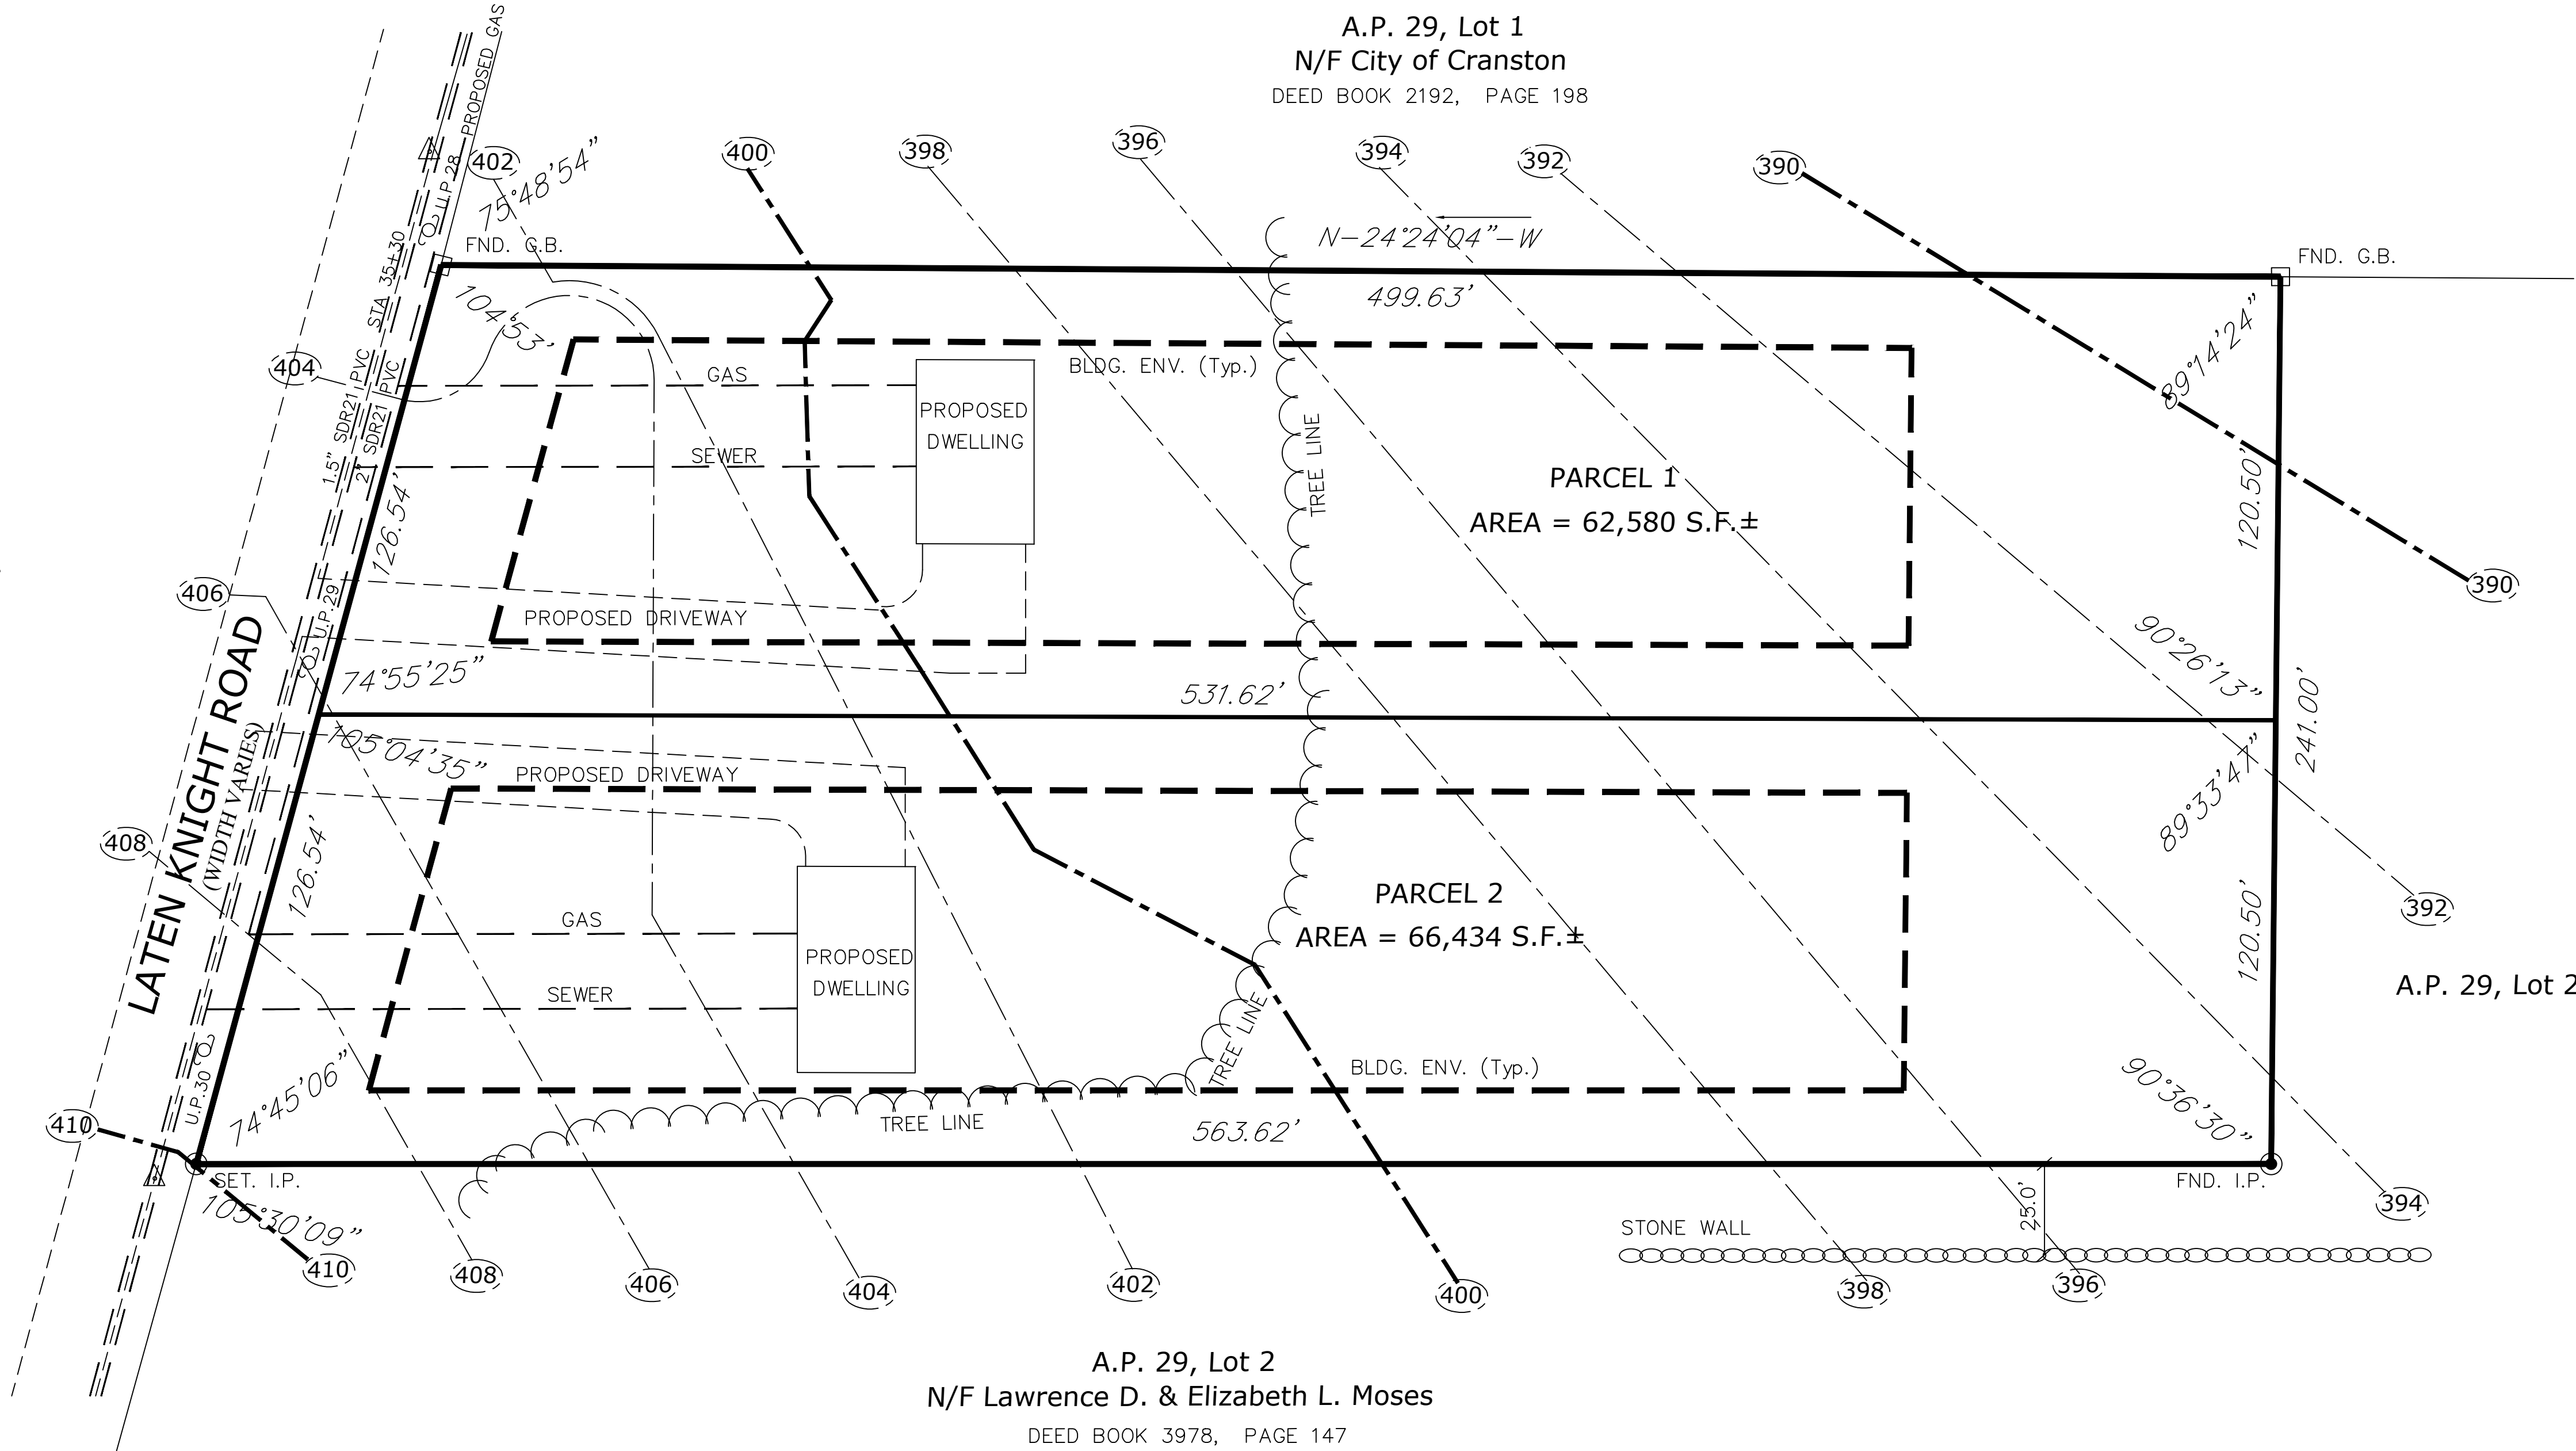 A.P. 29, Lot 1
N/F City of Cranston
DEED BOOK 2192, PAGE 198
PROPOSED GAS
U.P.28
402
400
398
396
394
392
390
75°48'54"
FND. G.B.
N-24°24'04"-W
FND. G.B.
499.63'
104°53'
STA 35+30
1.5" SDR21 PVC
2" SDR21 PVC
404
89°14'24"
BLDG. ENV. (Typ.)
GAS
SEWER
PROPOSED
DWELLING
TREE LINE
PARCEL 1
AREA = 62,580 S.F.±
120.50'
126.54'
406
U.P.29
390
PROPOSED DRIVEWAY
74°55'25"
531.62'
90°26'13"
241.00'
LATEN KNIGHT ROAD
(WIDTH VARIES)
105°04'35"
PROPOSED DRIVEWAY
89°33'47"
408
126.54'
PARCEL 2
AREA = 66,434 S.F.±
120.50'
392
GAS
SEWER
PROPOSED
DWELLING
A.P. 29, Lot 2
TREE LINE
BLDG. ENV. (Typ.)
U.P.30
74°45'06"
90°36'30"
410
TREE LINE
563.62'
SET. I.P.
FND. I.P.
105°30'09"
25.0'
394
STONE WALL
410
408
406
404
402
400
398
396
A.P. 29, Lot 2
N/F Lawrence D. & Elizabeth L. Moses
DEED BOOK 3978, PAGE 147